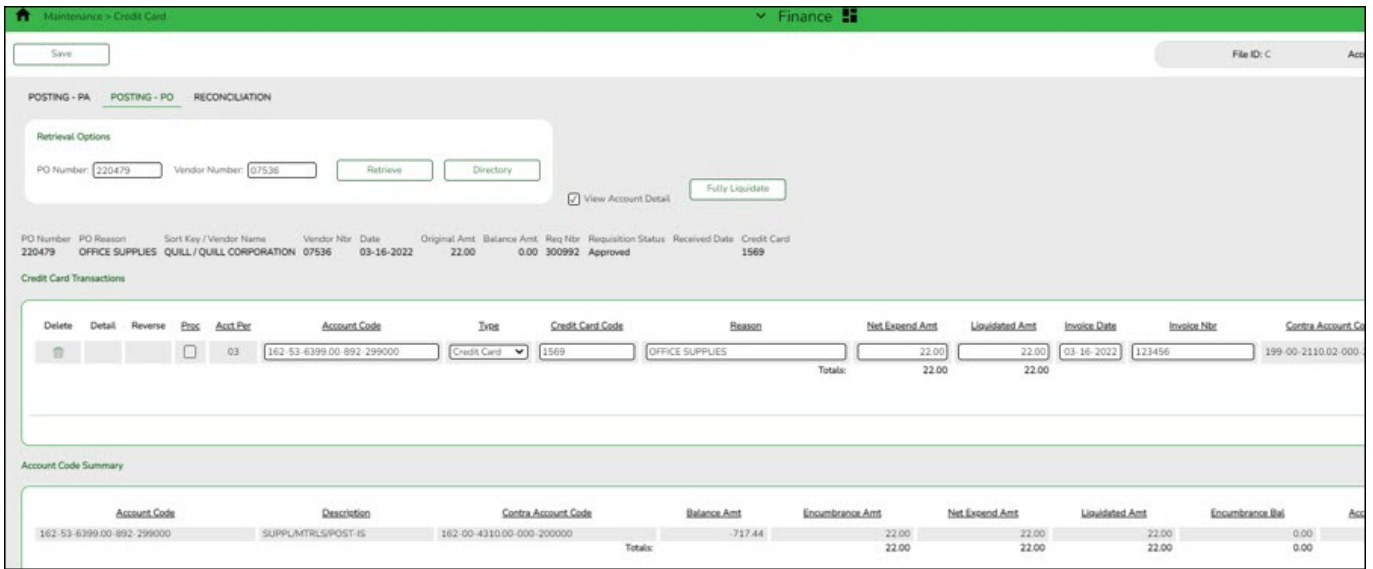 Maintenance > Credit Card Finance
Save File ID: C Acco
POSTING - PA POSTING - PO RECONCILIATION
Retrieval Options
PO Number: 220479 Vendor Number: 07536 Retrieve Directory
View Account Detail Fully Liquidate
PO Number PO Reason Sort Key / Vendor Name Vendor Nbr Date Original Amt Balance Amt Req Nbr Requisition Status Received Date Credit Card
220479 OFFICE SUPPLIES QUILL / QUILL CORPORATION 07536 03-16-2022 22.00 0.00 300992 Approved 1569
Credit Card Transactions
Delete Detail Reverse Proc Acct Per Account Code Type Credit Card Code Reason Net Expend Amt Liquidated Amt Invoice Date Invoice Nbr Contra Account Co
03 162-53-6399.00-892-299000 Credit Card 1569 OFFICE SUPPLIES 22.00 22.00 03-16-2022 123456 199-00-2110.02-000-
Totals: 22.00 22.00
Account Code Summary
Account Code Description Contra Account Code Balance Amt Encumbrance Amt Net Expend Amt Liquidated Amt Encumbrance Bal Acc
162-53-6399.00-892-299000 SUPPL/MTRLS/POST-IS 162-00-4310.00-000-200000 -717.44 22.00 22.00 22.00 0.00
Totals: 22.00 22.00 22.00 0.00